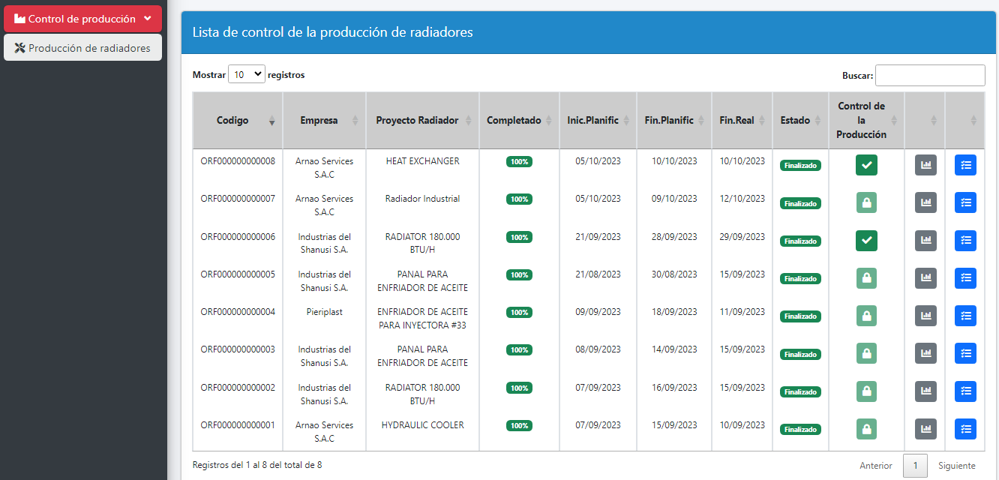 Control de producción
Producción de radiadores
Lista de control de la producción de radiadores
Mostrar 10 registros
Buscar:
Codigo Empresa Proyecto Radiador Completado Inic.Planific Fin.Planific Fin.Real Estado Control de la Producción
ORF000000000008 Arnao Services S.A.C HEAT EXCHANGER 100% 05/10/2023 10/10/2023 10/10/2023 Finalizado
ORF000000000007 Arnao Services S.A.C Radiador Industrial 100% 05/10/2023 09/10/2023 12/10/2023 Finalizado
ORF000000000006 Industrias del Shanusi S.A. RADIATOR 180.000 BTU/H 100% 21/09/2023 28/09/2023 29/09/2023 Finalizado
ORF000000000005 Industrias del Shanusi S.A. PANAL PARA ENFRIADOR DE ACEITE 100% 21/08/2023 30/08/2023 15/09/2023 Finalizado
ORF000000000004 Pieriplast ENFRIADOR DE ACEITE PARA INYECTORA #33 100% 09/09/2023 18/09/2023 11/09/2023 Finalizado
ORF000000000003 Industrias del Shanusi S.A. PANAL PARA ENFRIADOR DE ACEITE 100% 08/09/2023 14/09/2023 15/09/2023 Finalizado
ORF000000000002 Industrias del Shanusi S.A. RADIATOR 180.000 BTU/H 100% 07/09/2023 16/09/2023 15/09/2023 Finalizado
ORF000000000001 Arnao Services S.A.C HYDRAULIC COOLER 100% 07/09/2023 15/09/2023 10/09/2023 Finalizado
Registros del 1 al 8 del total de 8
Anterior 1 Siguiente